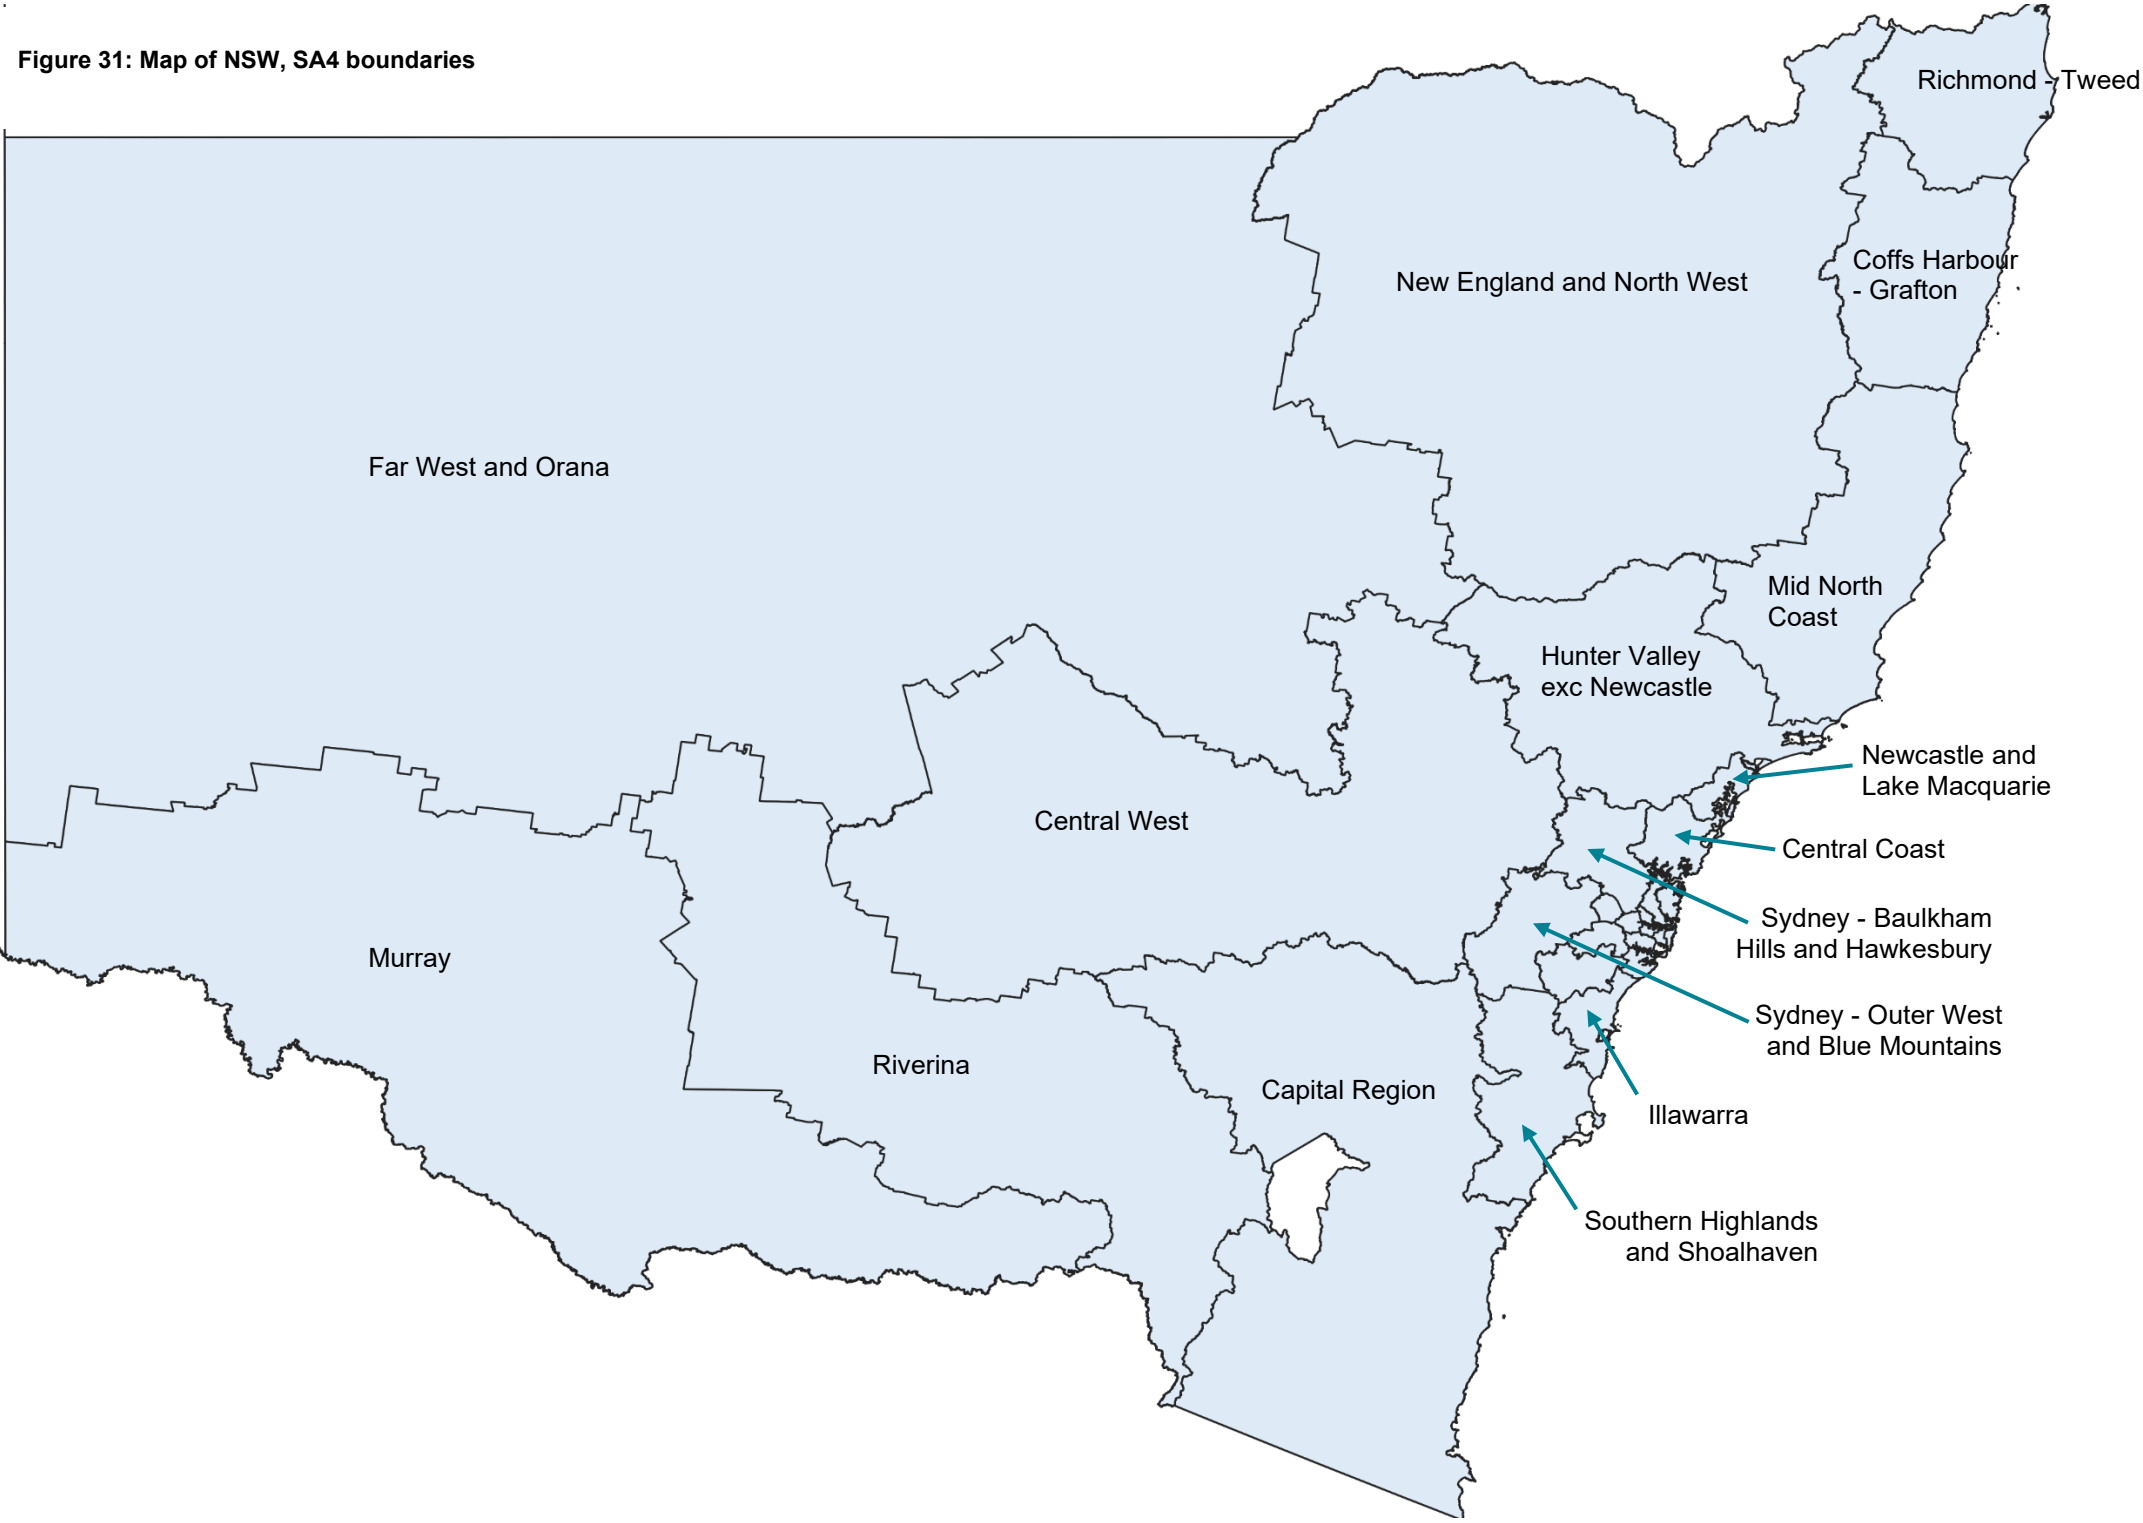 Figure 31: Map of NSW, SA4 boundaries
Richmond - Tweed
Coffs Harbour
- Grafton
New England and North West
Far West and Orana
Mid North
Coast
Hunter Valley
exc Newcastle
Newcastle and
Lake Macquarie
Central West
Central Coast
Sydney - Baulkham
Hills and Hawkesbury
Murray
Sydney - Outer West
and Blue Mountains
Riverina
Capital Region
Illawarra
Southern Highlands
and Shoalhaven